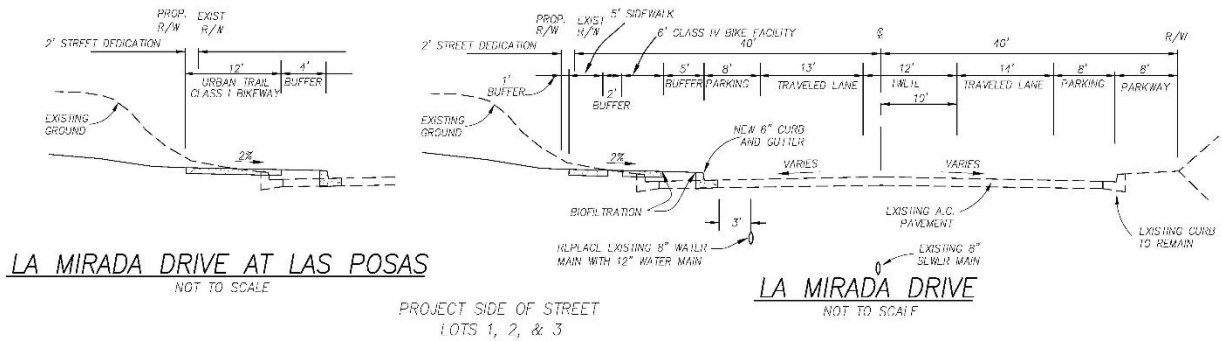 PROP.
R/W
EXIST
R/W
2' STREET DEDICATION
12'
4'
URBAN TRAIL
CLASS I BIKEWAY
BUFFER
EXISTING
GROUND
2%
LA MIRADA DRIVE AT LAS POSAS
NOT TO SCALE
PROP.
R/W
EXIST
R/W
5' SIDEWALK
6' CLASS IV BIKE FACILITY
2' STREET DEDICATION
40'
℄
40'
R/W
1'
BUFFER
2'
BUFFER
5'
BUFFER
8'
PARKING
13'
TRAVELED LANE
12'
TWLTL
10'
14'
TRAVELED LANE
8'
PARKING
8'
PARKWAY
EXISTING
GROUND
NEW 6" CURB
AND GUTTER
2%
VARIES
VARIES
BIOFILTRATION
3'
EXISTING A.C.
PAVEMENT
EXISTING CURB
TO REMAIN
REPLACE EXISTING 8" WATER
MAIN WITH 12" WATER MAIN
EXISTING 8"
SEWER MAIN
LA MIRADA DRIVE
NOT TO SCALE
PROJECT SIDE OF STREET
LOTS 1, 2, & 3